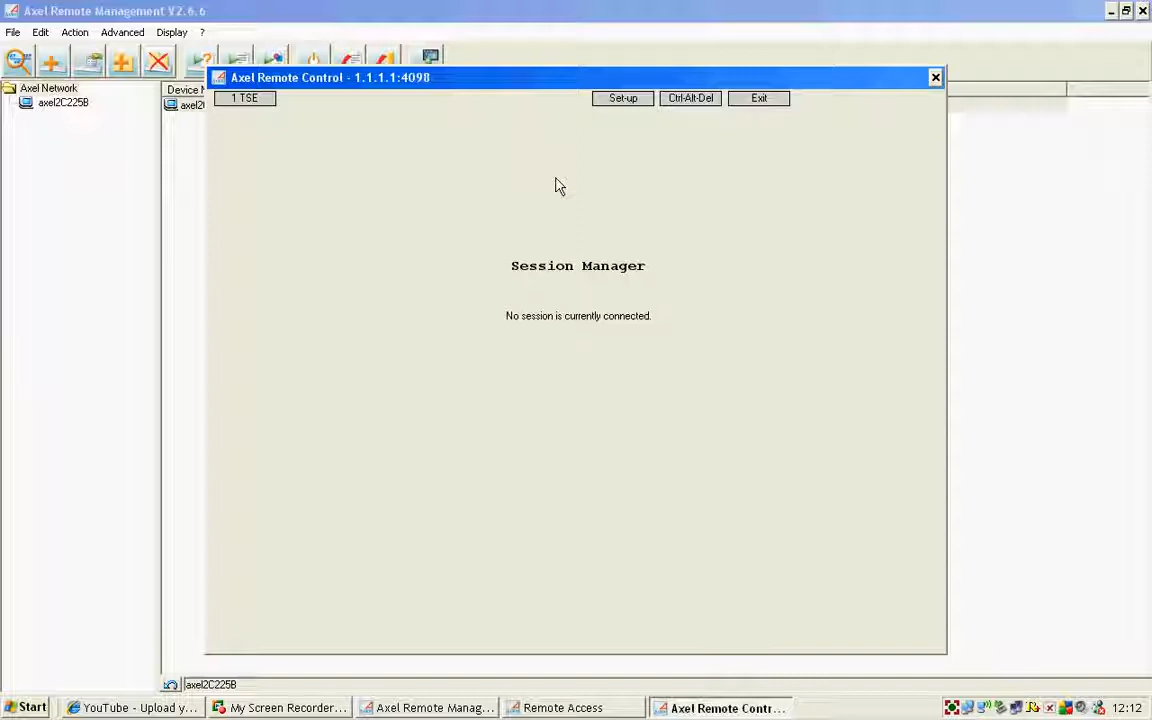 Axel Remote Management V2.6.6
File Edit Action Advanced Display ?
Axel Remote Control - 1.1.1.1:4098
Axel Network
axel2C225B
Device N
axel2
1 TSE
Set-up
Ctrl-Alt-Del
Exit
Session Manager
No session is currently connected.
axel2C225B
Start
YouTube - Upload y...
My Screen Recorder...
Axel Remote Manag...
Remote Access
Axel Remote Contr...
12:12